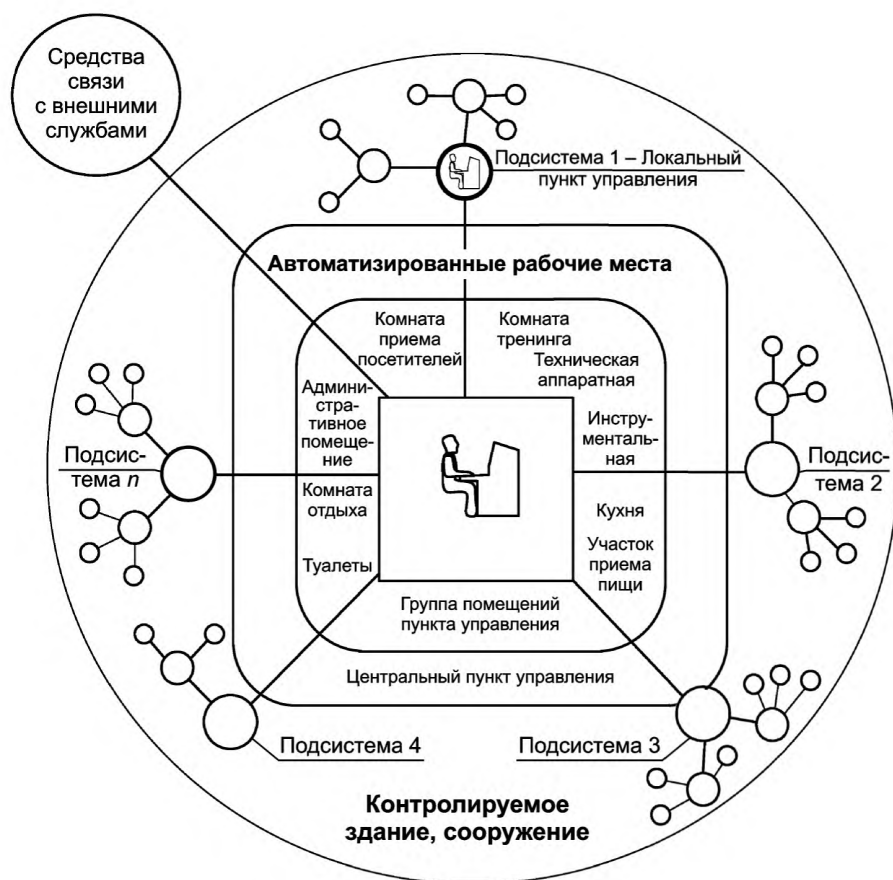 Средства
связи
с внешними
службами
Подсистема 1 – Локальный
пункт управления
Автоматизированные рабочие места
Комната
приема
посетителей
Комната
тренинга
Техническая
аппаратная
Админи-
стра-
тивное
помеще-
ние
Инстру-
менталь-
ная
Подсис-
тема n
Подсис-
тема 2
Комната
отдыха
Кухня
Туалеты
Участок
приема
пищи
Группа помещений
пункта управления
Центральный пункт управления
Подсистема 4
Подсистема 3
Контролируемое
здание, сооружение